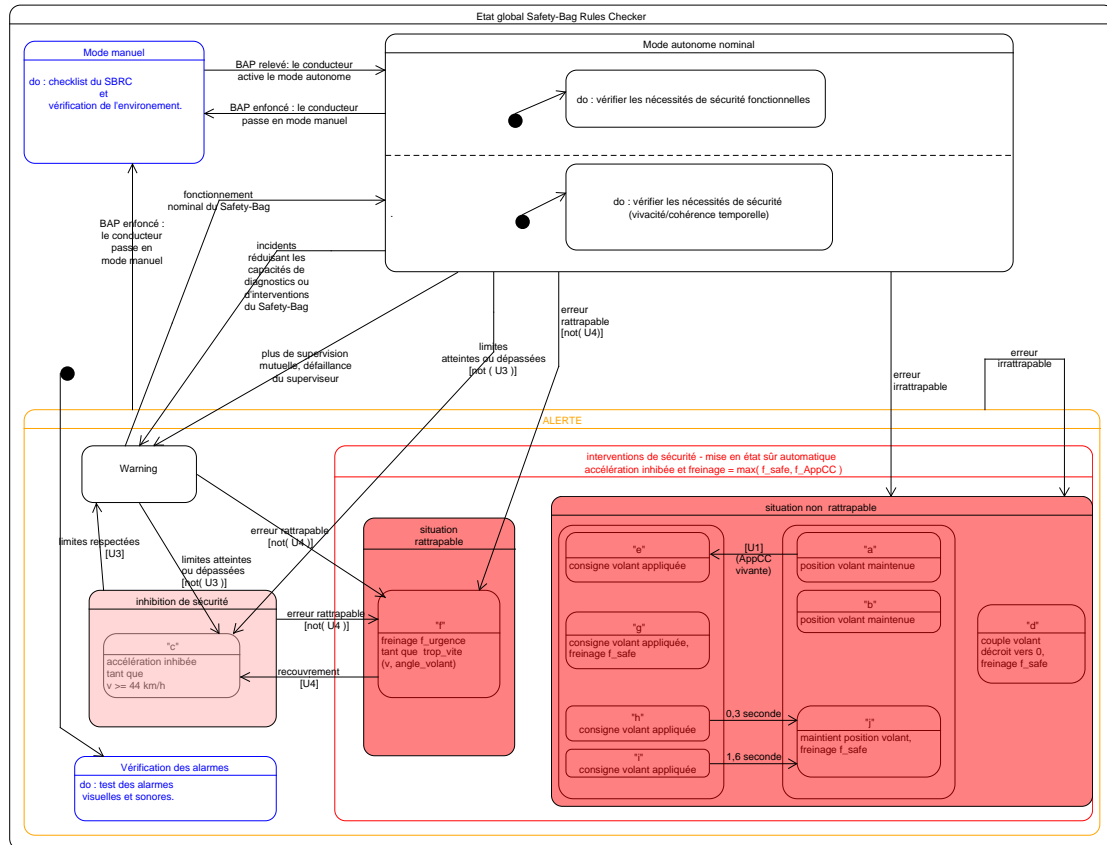 Etat global Safety-Bag Rules Checker
Mode manuel
do : checklist du SBRC
et
vérification de l'environement.
BAP relevé: le conducteur
active le mode autonome
BAP enfoncé : le conducteur
passe en mode manuel
Mode autonome nominal
do : vérifier les nécessités de sécurité fonctionnelles
do : vérifier les nécessités de sécurité
(vivacité/cohérence temporelle)
fonctionnement
nominal du Safety-Bag
BAP enfoncé :
le conducteur
passe en
mode manuel
incidents
réduisant les
capacités de
diagnostics ou
d'interventions
du Safety-Bag
plus de supervision
mutuelle, défaillance
du superviseur
limites
atteintes ou dépassées
[not ( U3 )]
erreur
rattrapable
[not( U4)]
erreur
irrattrapable
erreur
irrattrapable
ALERTE
Warning
interventions de sécurité - mise en état sûr automatique
accélération inhibée et freinage = max( f_safe, f_AppCC )
situation non rattrapable
situation
rattrapable
erreur rattrapable
[not( U4 )]
limites respectées
[U3]
limites atteintes
ou dépassées
[not( U3 )]
inhibition de sécurité
"c"
accélération inhibée
tant que
v >= 44 km/h
erreur rattrapable
[not( U4 )]
recouvrement
[U4]
"f"
freinage f_urgence
tant que trop_vite
(v, angle_volant)
"e"
consigne volant appliquée
[U1]
(AppCC
vivante)
"a"
position volant maintenue
"b"
position volant maintenue
"g"
consigne volant appliquée,
freinage f_safe
"d"
couple volant
décroit vers 0,
freinage f_safe
"h"
consigne volant appliquée
0,3 seconde
"i"
consigne volant appliquée
1,6 seconde
"j"
maintient position volant,
freinage f_safe
Vérification des alarmes
do : test des alarmes
visuelles et sonores.